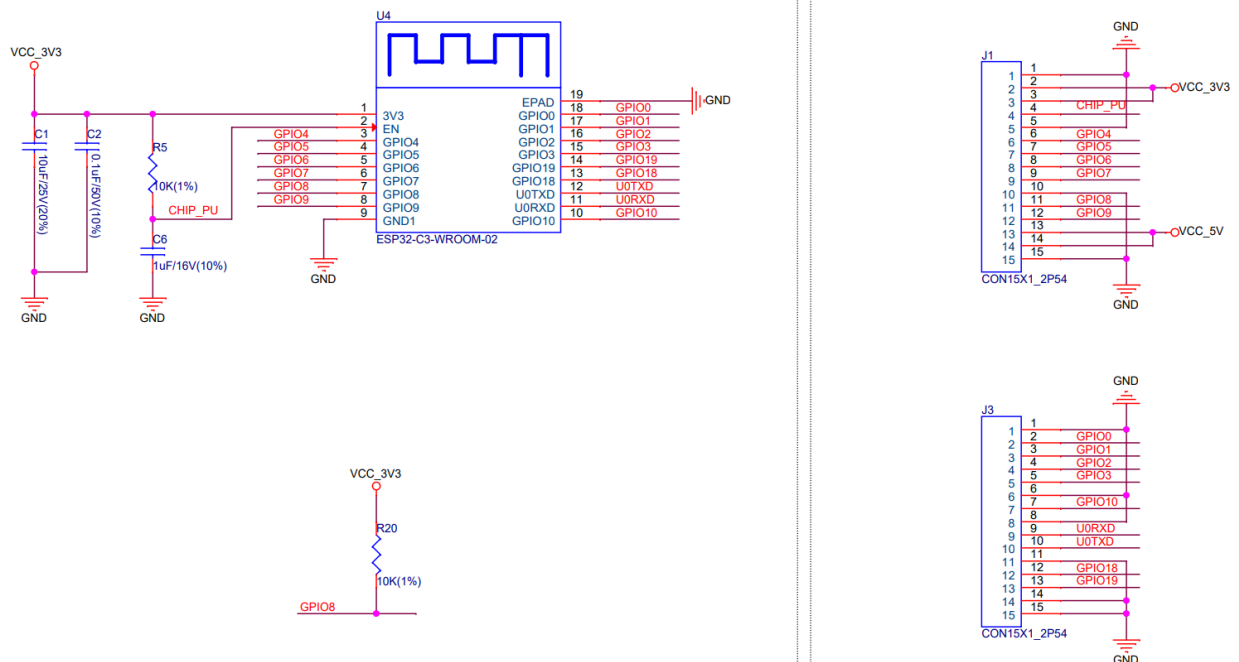 U4
VCC_3V3
C1
10uF/25V(20%)
C2
0.1uF/50V(10%)
R5
10K(1%)
CHIP_PU
C6
1uF/16V(10%)
GND
GND
1 3V3
2 EN
GPIO4 3 GPIO4
GPIO5 4 GPIO5
GPIO6 5 GPIO6
GPIO7 6 GPIO7
GPIO8 7 GPIO8
GPIO9 8 GPIO9
9 GND1
GND
EPAD 19 GND
GPIO0 18 GPIO0
GPIO1 17 GPIO1
GPIO2 16 GPIO2
GPIO3 15 GPIO3
GPIO19 14 GPIO19
GPIO18 13 GPIO18
U0TXD 12 U0TXD
U0RXD 11 U0RXD
GPIO10 10 GPIO10
ESP32-C3-WROOM-02
VCC_3V3
R20
10K(1%)
GPIO8
GND
J1
1 1
2 2 VCC_3V3
3 3
4 4 CHIP_PU
5 5
6 6 GPIO4
7 7 GPIO5
8 8 GPIO6
9 9 GPIO7
10 10
11 11 GPIO8
12 12 GPIO9
13 13 VCC_5V
14 14
15 15
CON15X1_2P54
GND
GND
J3
1 1
2 2 GPIO0
3 3 GPIO1
4 4 GPIO2
5 5 GPIO3
6 6
7 7 GPIO10
8 8
9 9 U0RXD
10 10 U0TXD
11 11
12 12 GPIO18
13 13 GPIO19
14 14
15 15
CON15X1_2P54
GND